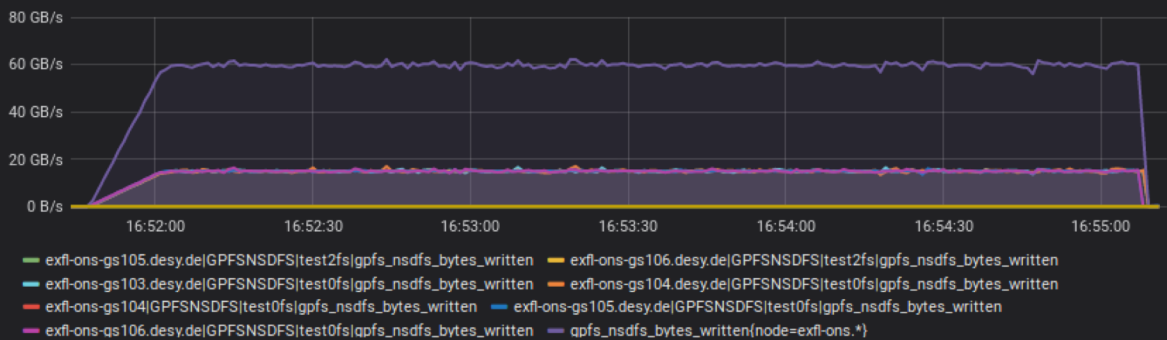 80 GB/s
60 GB/s
40 GB/s
20 GB/s
0 B/s
16:52:00 16:52:30 16:53:00 16:53:30 16:54:00 16:54:30 16:55:00
exfl-ons-gs105.desy.de|GPFSNSDFS|test2fs|gpfs_nsdfs_bytes_written exfl-ons-gs106.desy.de|GPFSNSDFS|test2fs|gpfs_nsdfs_bytes_written
exfl-ons-gs103.desy.de|GPFSNSDFS|test0fs|gpfs_nsdfs_bytes_written exfl-ons-gs104.desy.de|GPFSNSDFS|test0fs|gpfs_nsdfs_bytes_written
exfl-ons-gs104|GPFSNSDFS|test0fs|gpfs_nsdfs_bytes_written exfl-ons-gs105.desy.de|GPFSNSDFS|test0fs|gpfs_nsdfs_bytes_written
exfl-ons-gs106.desy.de|GPFSNSDFS|test0fs|gpfs_nsdfs_bytes_written gpfs_nsdfs_bytes_written{node=exfl-ons.*}